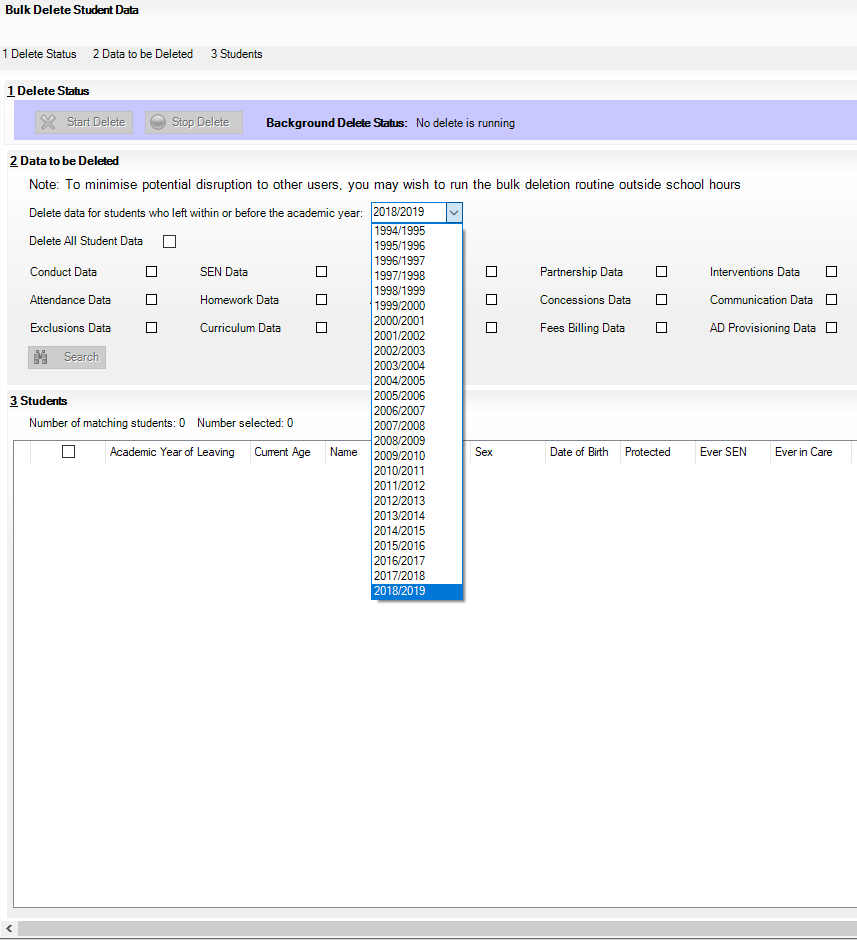 Bulk Delete Student Data
1 Delete Status 2 Data to be Deleted 3 Students
1 Delete Status
Start Delete Stop Delete Background Delete Status: No delete is running
2 Data to be Deleted
Note: To minimise potential disruption to other users, you may wish to run the bulk deletion routine outside school hours
Delete data for students who left within or before the academic year: 2018/2019
Delete All Student Data
Conduct Data SEN Data Partnership Data Interventions Data
Attendance Data Homework Data Concessions Data Communication Data
Exclusions Data Curriculum Data Fees Billing Data AD Provisioning Data
Search
1994/1995
1995/1996
1996/1997
1997/1998
1998/1999
1999/2000
2000/2001
2001/2002
2002/2003
2003/2004
2004/2005
2005/2006
2006/2007
2007/2008
2008/2009
2009/2010
2010/2011
2011/2012
2012/2013
2013/2014
2014/2015
2015/2016
2016/2017
2017/2018
2018/2019
3 Students
Number of matching students: 0 Number selected: 0
Academic Year of Leaving Current Age Name Sex Date of Birth Protected Ever SEN Ever in Care